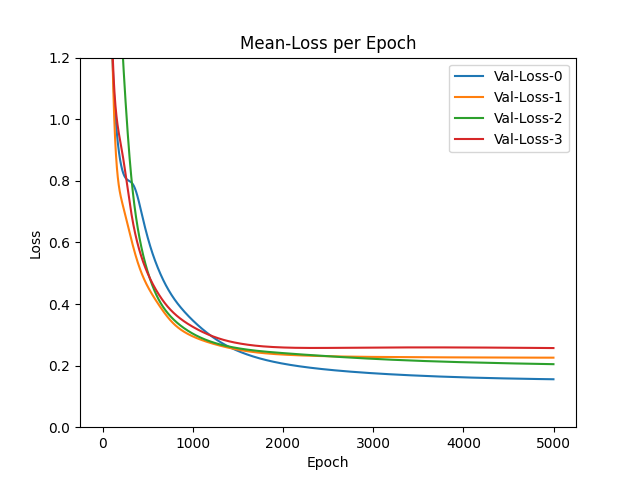 Mean-Loss per Epoch
Val-Loss-0
Val-Loss-1
Val-Loss-2
Val-Loss-3
Loss
1.2
1.0
0.8
0.6
0.4
0.2
0.0
0 1000 2000 3000 4000 5000
Epoch